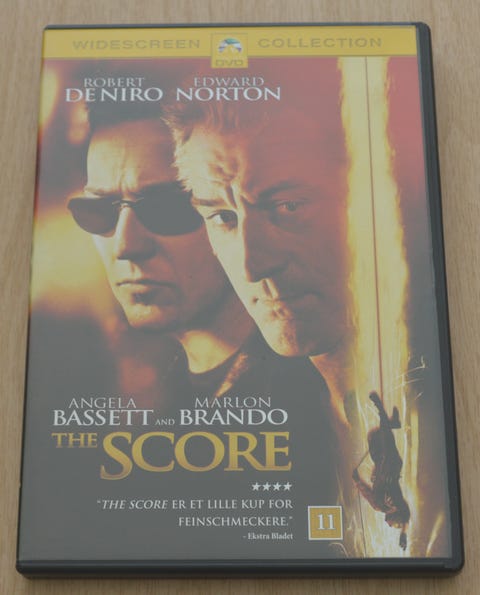 WIDESCREEN DVD COLLECTION
ROBERT DE NIRO EDWARD NORTON
ANGELA BASSETT AND MARLON BRANDO
THE SCORE
★★★★
"THE SCORE ER ET LILLE KUP FOR
FEINSCHMECKERE."
- Ekstra Bladet
11